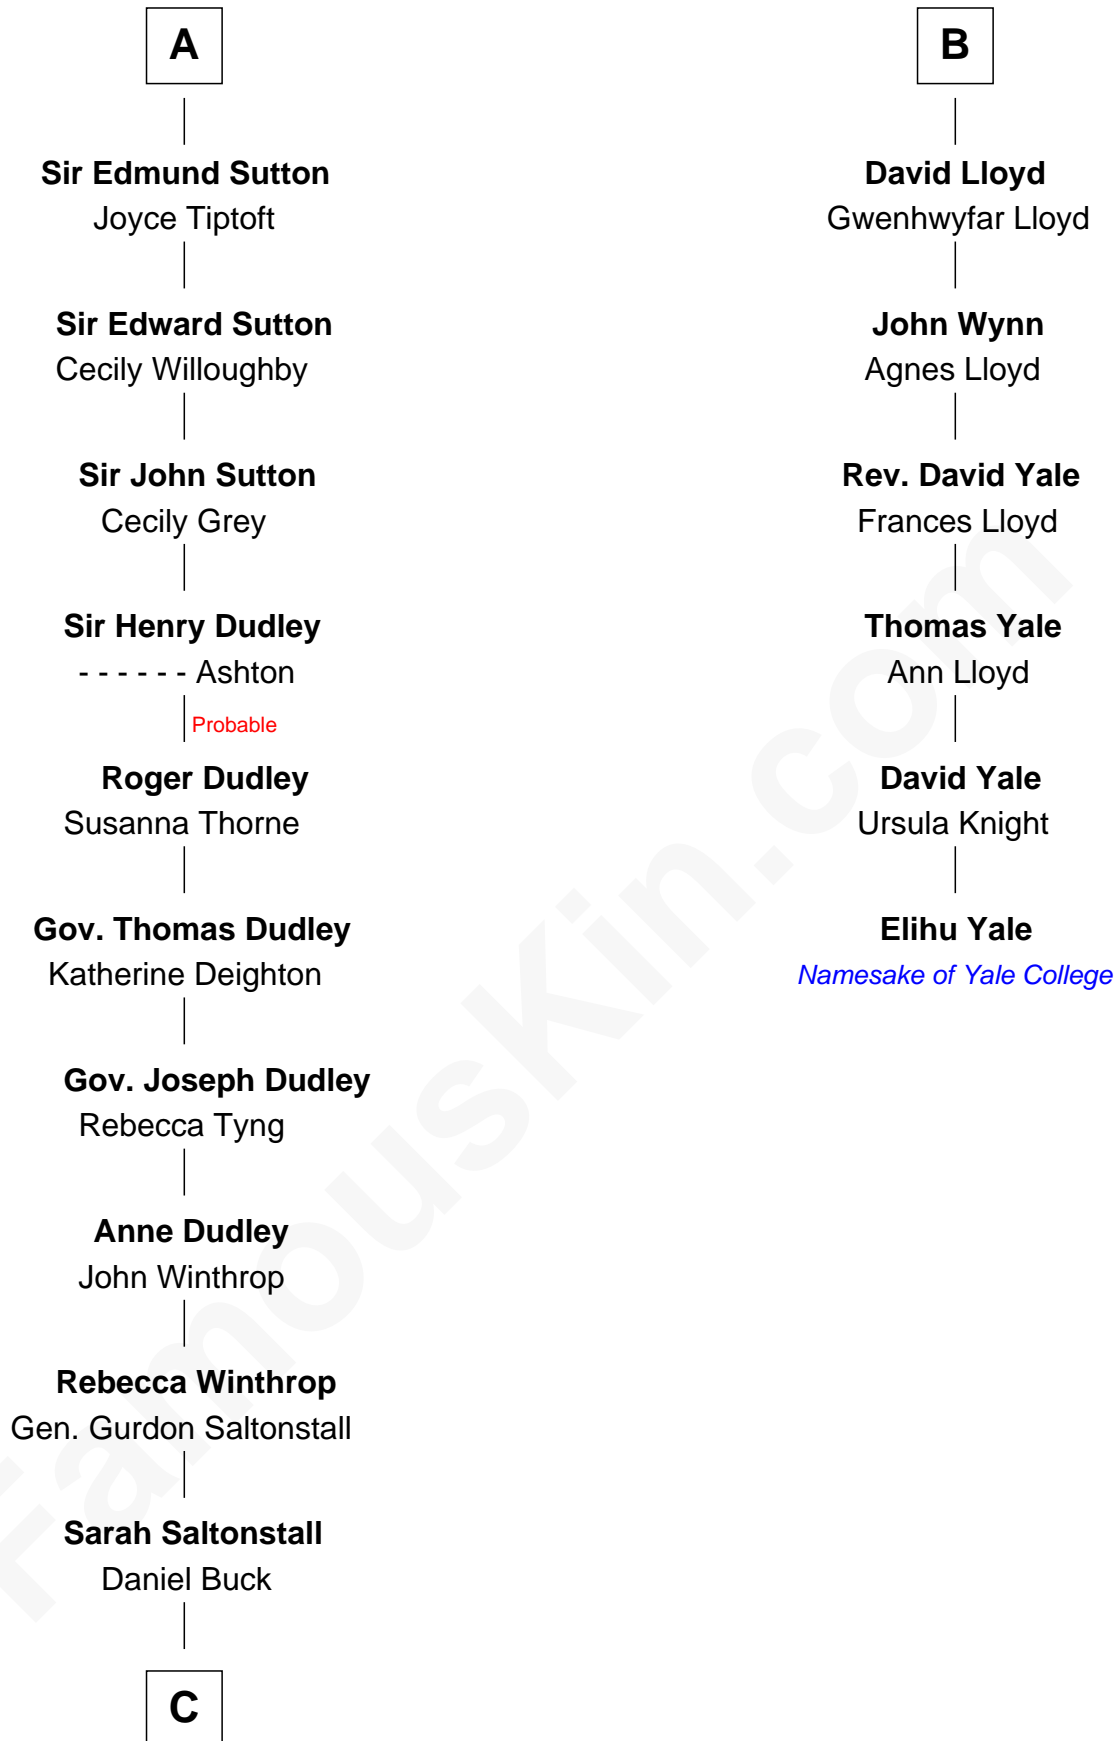 A
Sir Edmund Sutton
Joyce Tiptoft
Sir Edward Sutton
Cecily Willoughby
Sir John Sutton
Cecily Grey
Sir Henry Dudley
- - - - - - Ashton
Probable
Roger Dudley
Susanna Thorne
Gov. Thomas Dudley
Katherine Deighton
Gov. Joseph Dudley
Rebecca Tyng
Anne Dudley
John Winthrop
Rebecca Winthrop
Gen. Gurdon Saltonstall
Sarah Saltonstall
Daniel Buck
C
B
David Lloyd
Gwenhwyfar Lloyd
John Wynn
Agnes Lloyd
Rev. David Yale
Frances Lloyd
Thomas Yale
Ann Lloyd
David Yale
Ursula Knight
Elihu Yale
Namesake of Yale College
FamousKin.com